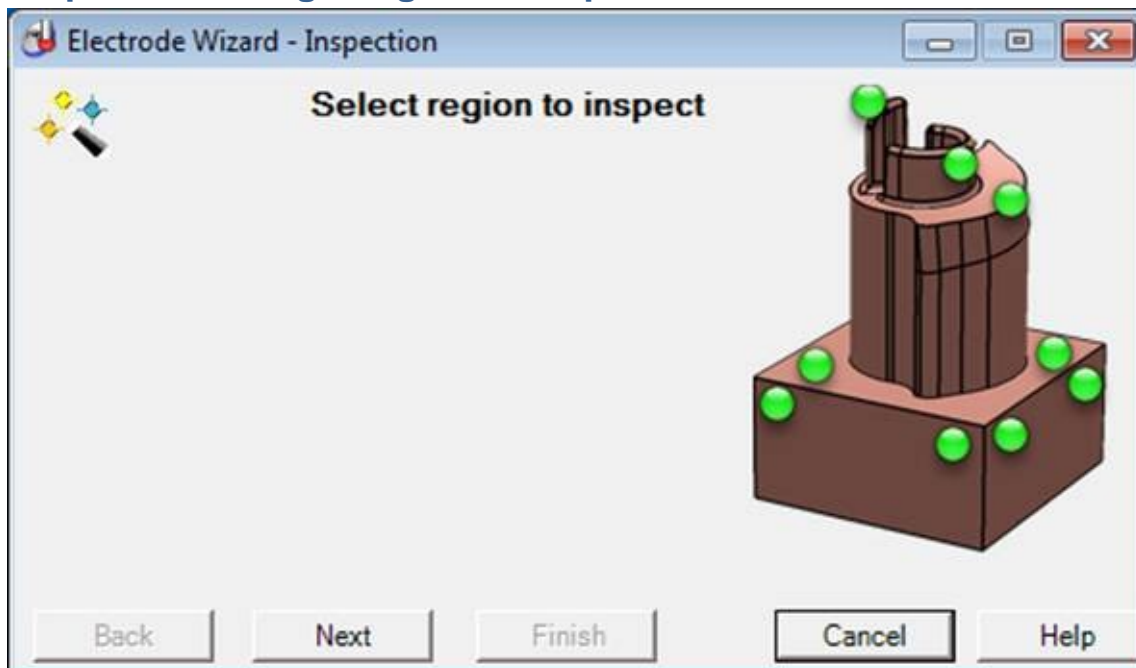 Electrode Wizard - Inspection
Select region to inspect
Back Next Finish Cancel Help